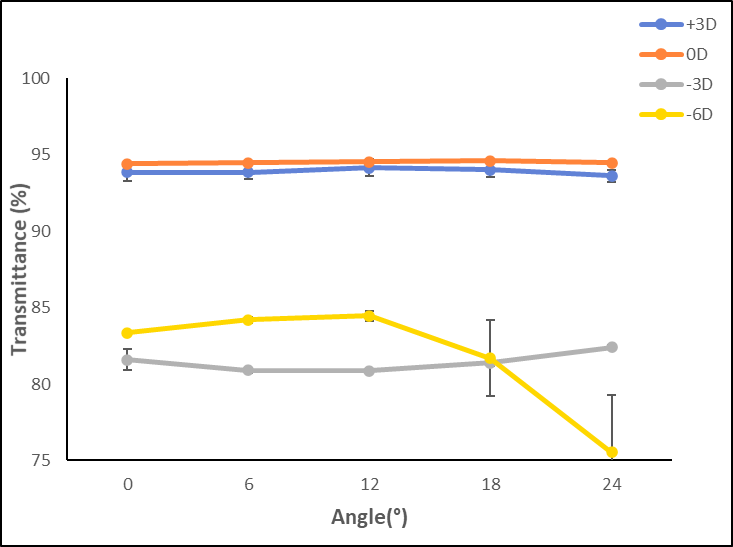 +3D
0D
-3D
-6D
100
95
90
85
80
75
Transmittance (%)
0 6 12 18 24
Angle(°)